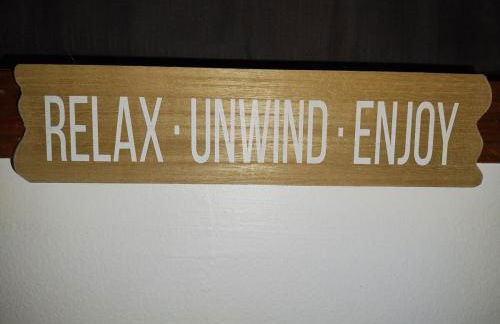 RELAX · UNWIND · ENJOY